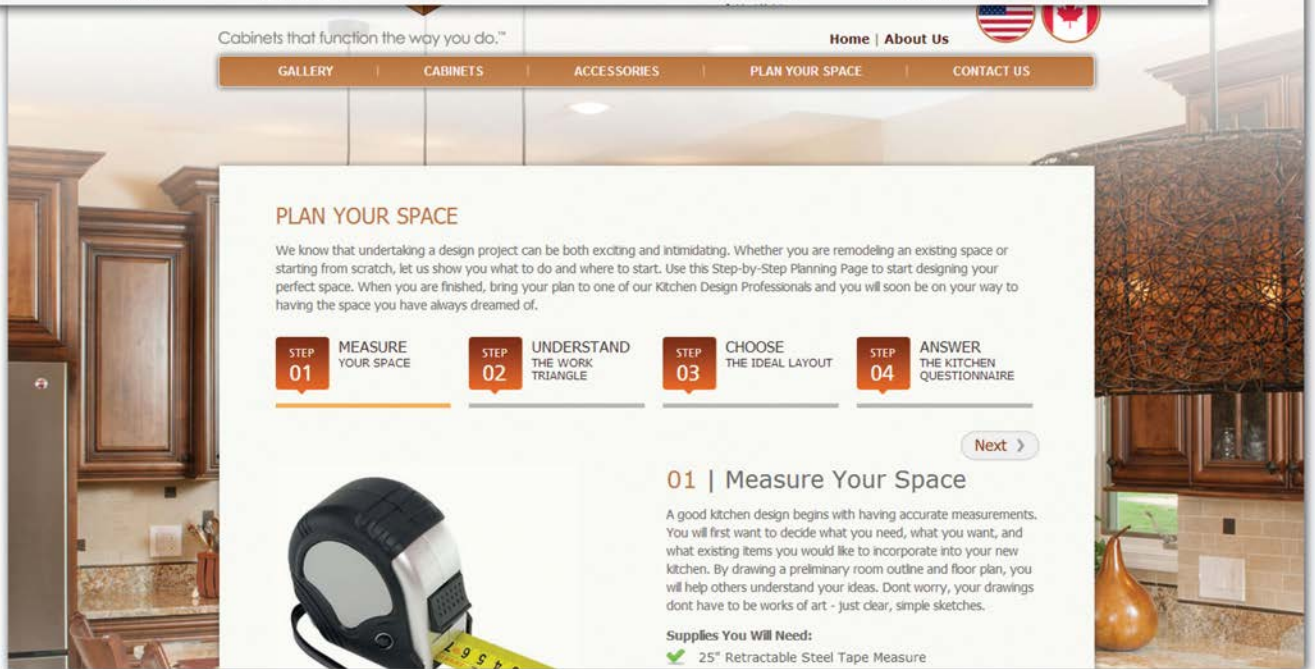 Cabinets that function the way you do.™
Home | About Us
GALLERY | CABINETS | ACCESSORIES | PLAN YOUR SPACE | CONTACT US
PLAN YOUR SPACE
We know that undertaking a design project can be both exciting and intimidating. Whether you are remodeling an existing space or
starting from scratch, let us show you what to do and where to start. Use this Step-by-Step Planning Page to start designing your
perfect space. When you are finished, bring your plan to one of our Kitchen Design Professionals and you will soon be on your way to
having the space you have always dreamed of.
STEP
01
MEASURE
YOUR SPACE
STEP
02
UNDERSTAND
THE WORK
TRIANGLE
STEP
03
CHOOSE
THE IDEAL LAYOUT
STEP
04
ANSWER
THE KITCHEN
QUESTIONNAIRE
Next
01 | Measure Your Space
A good kitchen design begins with having accurate measurements.
You will first want to decide what you need, what you want, and
what existing items you would like to incorporate into your new
kitchen. By drawing a preliminary room outline and floor plan, you
will help others understand your ideas. Dont worry, your drawings
dont have to be works of art - just clear, simple sketches.
Supplies You Will Need:
25" Retractable Steel Tape Measure
7 6 5 4